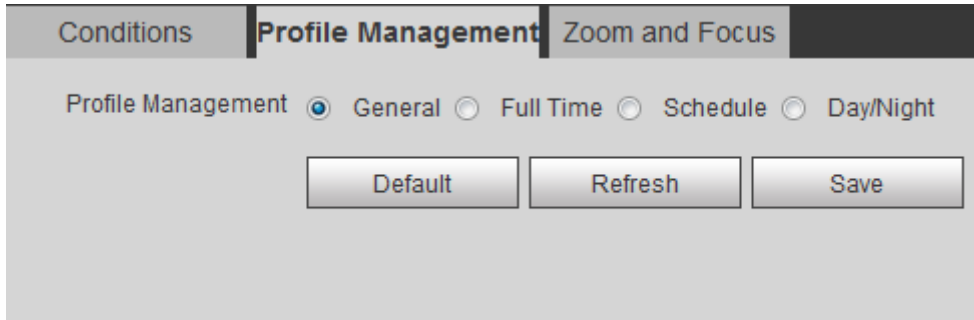 Conditions Profile Management Zoom and Focus
Profile Management General Full Time Schedule Day/Night
Default Refresh Save